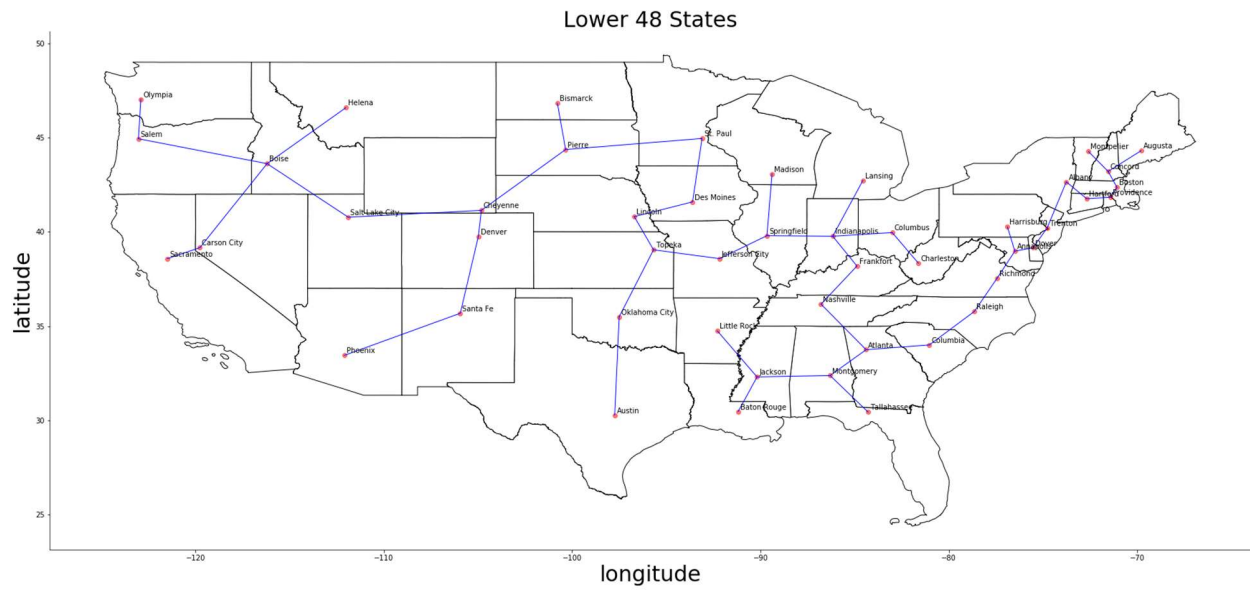 Lower 48 States
50
45
40
35
30
25
latitude
Olympia
Salem
Helena
Boise
Bismarck
Pierre
St. Paul
Madison
Lansing
Montpelier
Augusta
Concord
Albany
Boston
Hartford
Providence
Salt Lake City
Cheyenne
Denver
Lincoln
Des Moines
Topeka
Springfield
Indianapolis
Columbus
Harrisburg
Trenton
Annapolis
Dover
Carson City
Sacramento
Jefferson City
Frankfort
Charleston
Richmond
Santa Fe
Oklahoma City
Nashville
Raleigh
Phoenix
Little Rock
Atlanta
Columbia
Jackson
Montgomery
Austin
Baton Rouge
Tallahassee
−120
−110
−100
−90
−80
−70
longitude